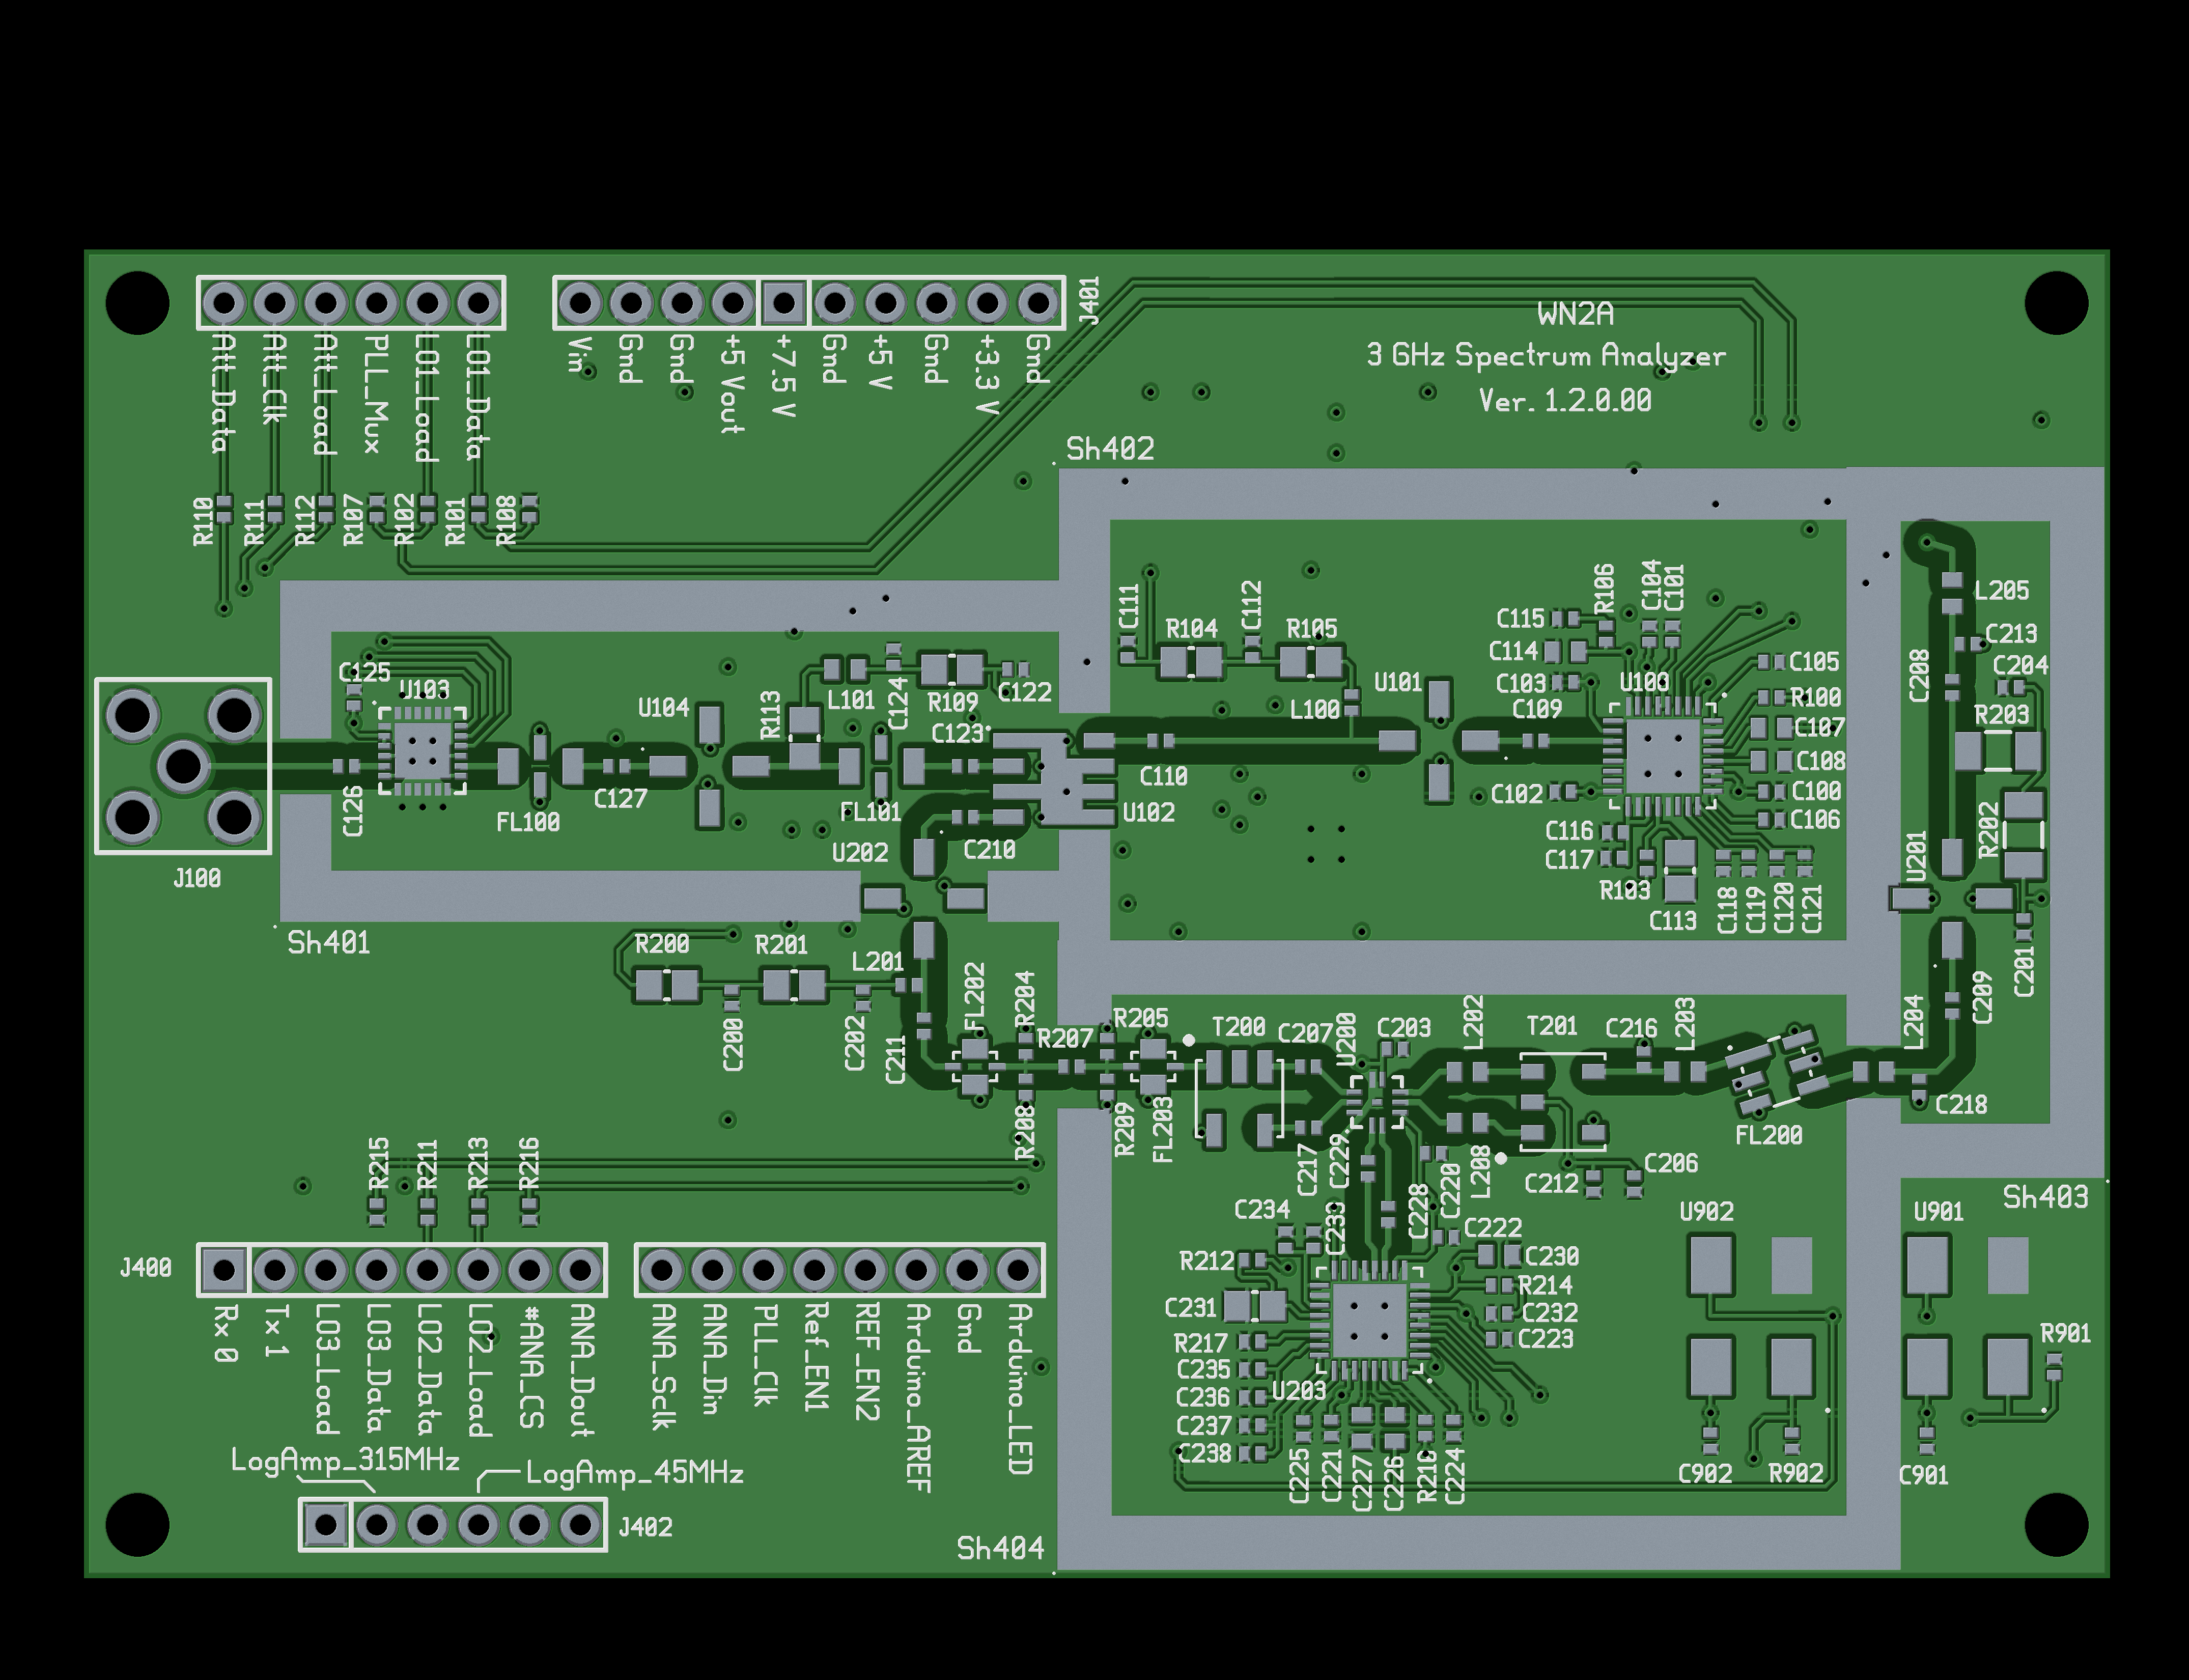 J401
WN2A
3 GHz Spectrum Analyzer
Ver. 1.2.0.00
Att_Data
Att_Clk
Att_Load
PLL_Mux
LO1_Load
LO1_Data
Vin
Gnd
Gnd
+5 Vout
+7.5 V
Gnd
+5 V
Gnd
+3.3 V
Gnd
Sh402
R110
R111
R112
R107
R102
R101
R108
C111
R104
C112
R105
C115
R106
C104
C101
L205
C213
C114
C105
C204
C125
U103
U104
R113
L101
C124
R109
C122
L100
U101
C103
U103
R100
C208
R203
C123
C109
C107
C108
C126
FL100
C127
FL101
C110
U102
C102
C100
C106
J100
U202
C210
C116
C117
R103
C113
C118
C119
C120
C121
U201
R202
Sh401
R200
R201
L201
C201
C200
C202
C211
FL202
R204
R207
R205
T200
C207
U200
C203
L202
T201
C216
L203
L204
C209
R208
R209
FL203
C217
C229
C220
L208
FL200
C218
R215
R211
R213
R216
C212
C206
C234
C233
C228
C222
U902
U901
Sh403
J400
R212
C230
R214
C231
C232
R217
C223
R901
C235
U203
C236
C237
C238
Rx 0
Tx 1
LO3_Load
LO3_Data
LO2_Data
LO2_Load
#ANA_CS
ANA_Dout
ANA_Sclk
ANA_Din
PLL_Clk
Ref_EN1
REF_EN2
Arduino_AREF
Gnd
Arduino_LED
LogAmp_315MHz
LogAmp_45MHz
C225
C221
C227
C226
R218
C224
C902
R902
C901
J402
Sh404